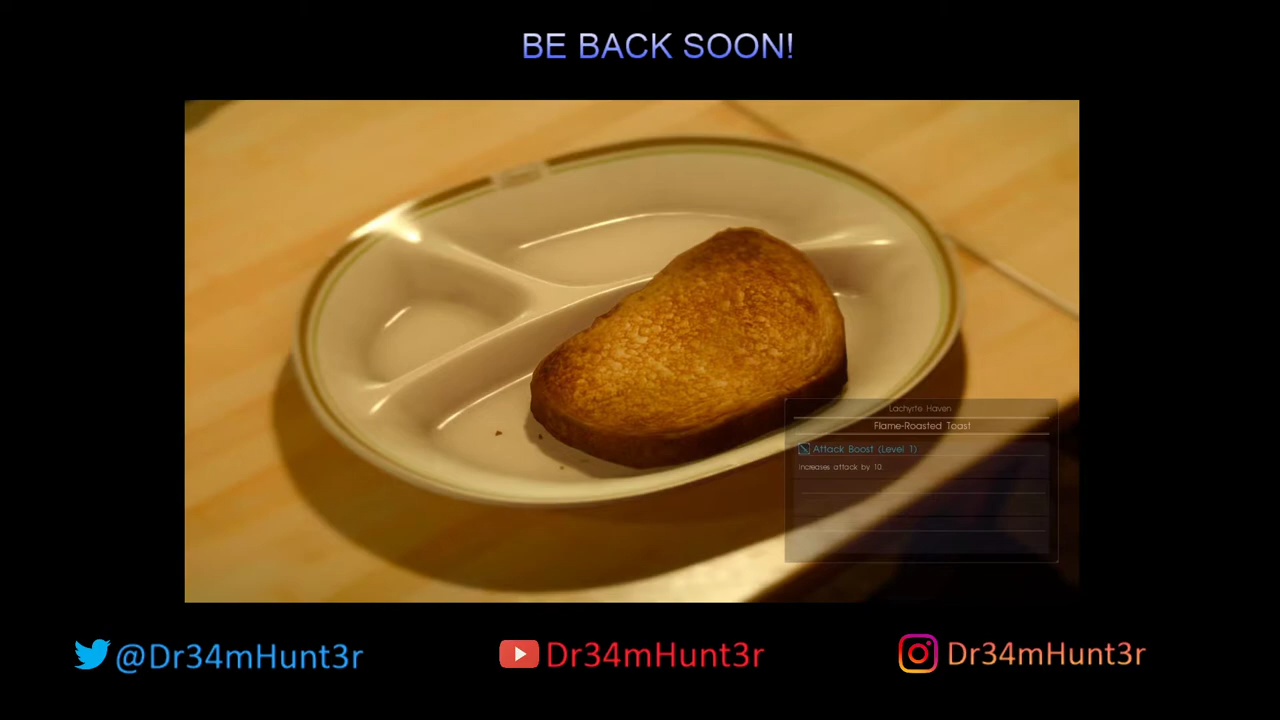 BE BACK SOON!
Lachyrte Haven
Flame-Roasted Toast
Attack Boost (Level 1)
Increases attack by 10.
@Dr34mHunt3r
Dr34mHunt3r
Dr34mHunt3r